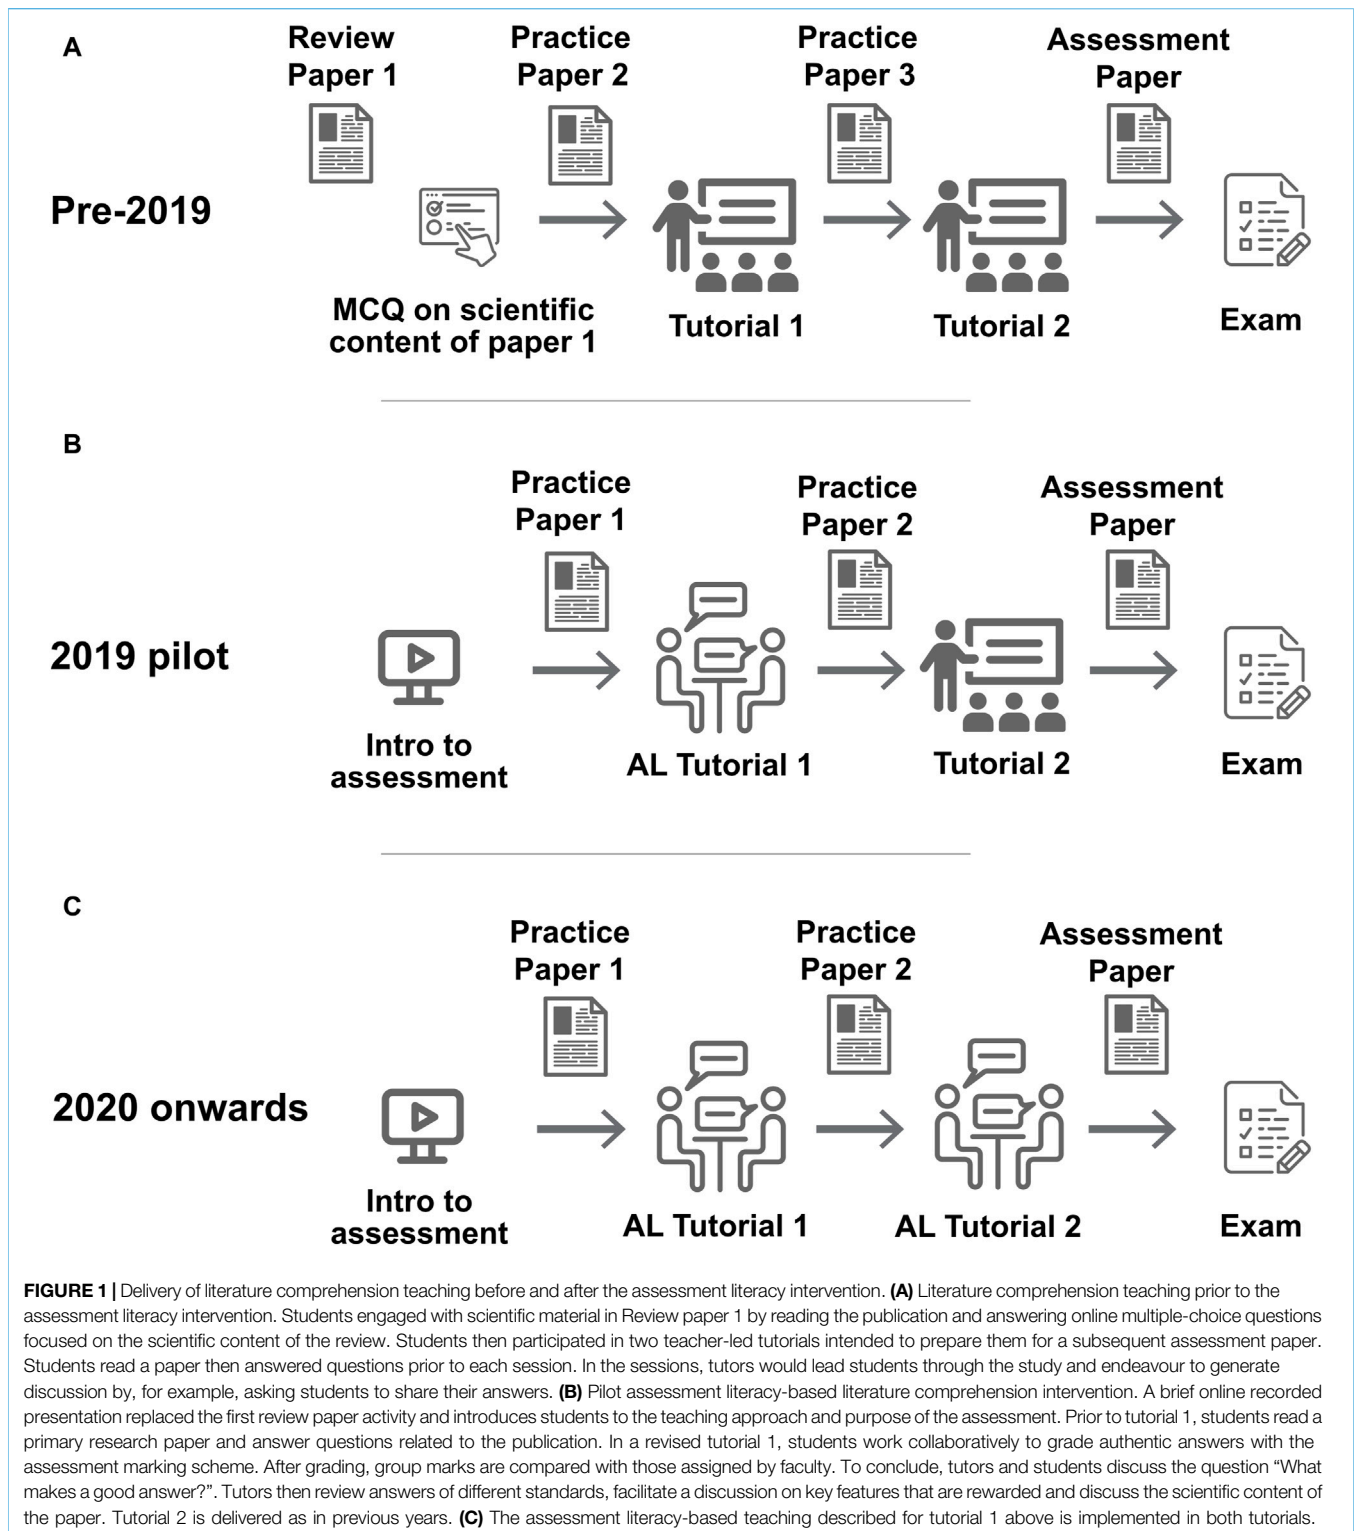 A
Review
Paper 1
Practice
Paper 2
Practice
Paper 3
Assessment
Paper
Pre-2019
MCQ on scientific
content of paper 1
Tutorial 1
Tutorial 2
Exam
B
Practice
Paper 1
Practice
Paper 2
Assessment
Paper
2019 pilot
Intro to
assessment
AL Tutorial 1
Tutorial 2
Exam
C
Practice
Paper 1
Practice
Paper 2
Assessment
Paper
2020 onwards
Intro to
assessment
AL Tutorial 1
AL Tutorial 2
Exam
FIGURE 1 | Delivery of literature comprehension teaching before and after the assessment literacy intervention. (A) Literature comprehension teaching prior to the
assessment literacy intervention. Students engaged with scientific material in Review paper 1 by reading the publication and answering online multiple-choice questions
focused on the scientific content of the review. Students then participated in two teacher-led tutorials intended to prepare them for a subsequent assessment paper.
Students read a paper then answered questions prior to each session. In the sessions, tutors would lead students through the study and endeavour to generate
discussion by, for example, asking students to share their answers. (B) Pilot assessment literacy-based literature comprehension intervention. A brief online recorded
presentation replaced the first review paper activity and introduces students to the teaching approach and purpose of the assessment. Prior to tutorial 1, students read a
primary research paper and answer questions related to the publication. In a revised tutorial 1, students work collaboratively to grade authentic answers with the
assessment marking scheme. After grading, group marks are compared with those assigned by faculty. To conclude, tutors and students discuss the question “What
makes a good answer?”. Tutors then review answers of different standards, facilitate a discussion on key features that are rewarded and discuss the scientific content of
the paper. Tutorial 2 is delivered as in previous years. (C) The assessment literacy-based teaching described for tutorial 1 above is implemented in both tutorials.